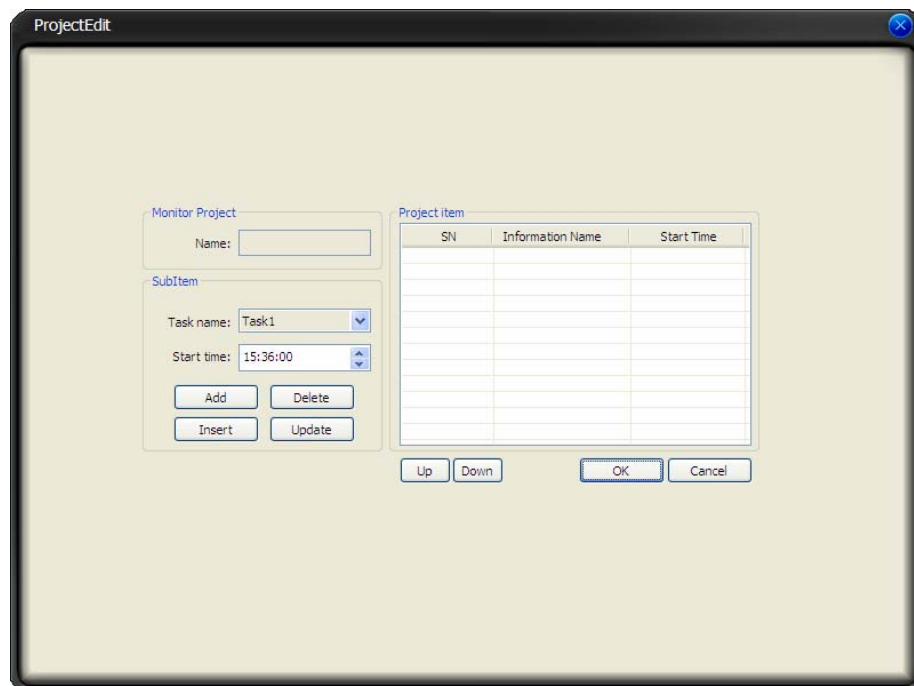 ProjectEdit
Monitor Project
Name:
SubItem
Task name: Task1
Start time: 15:36:00
Add Delete
Insert Update
Project item
SN Information Name Start Time
Up Down OK Cancel